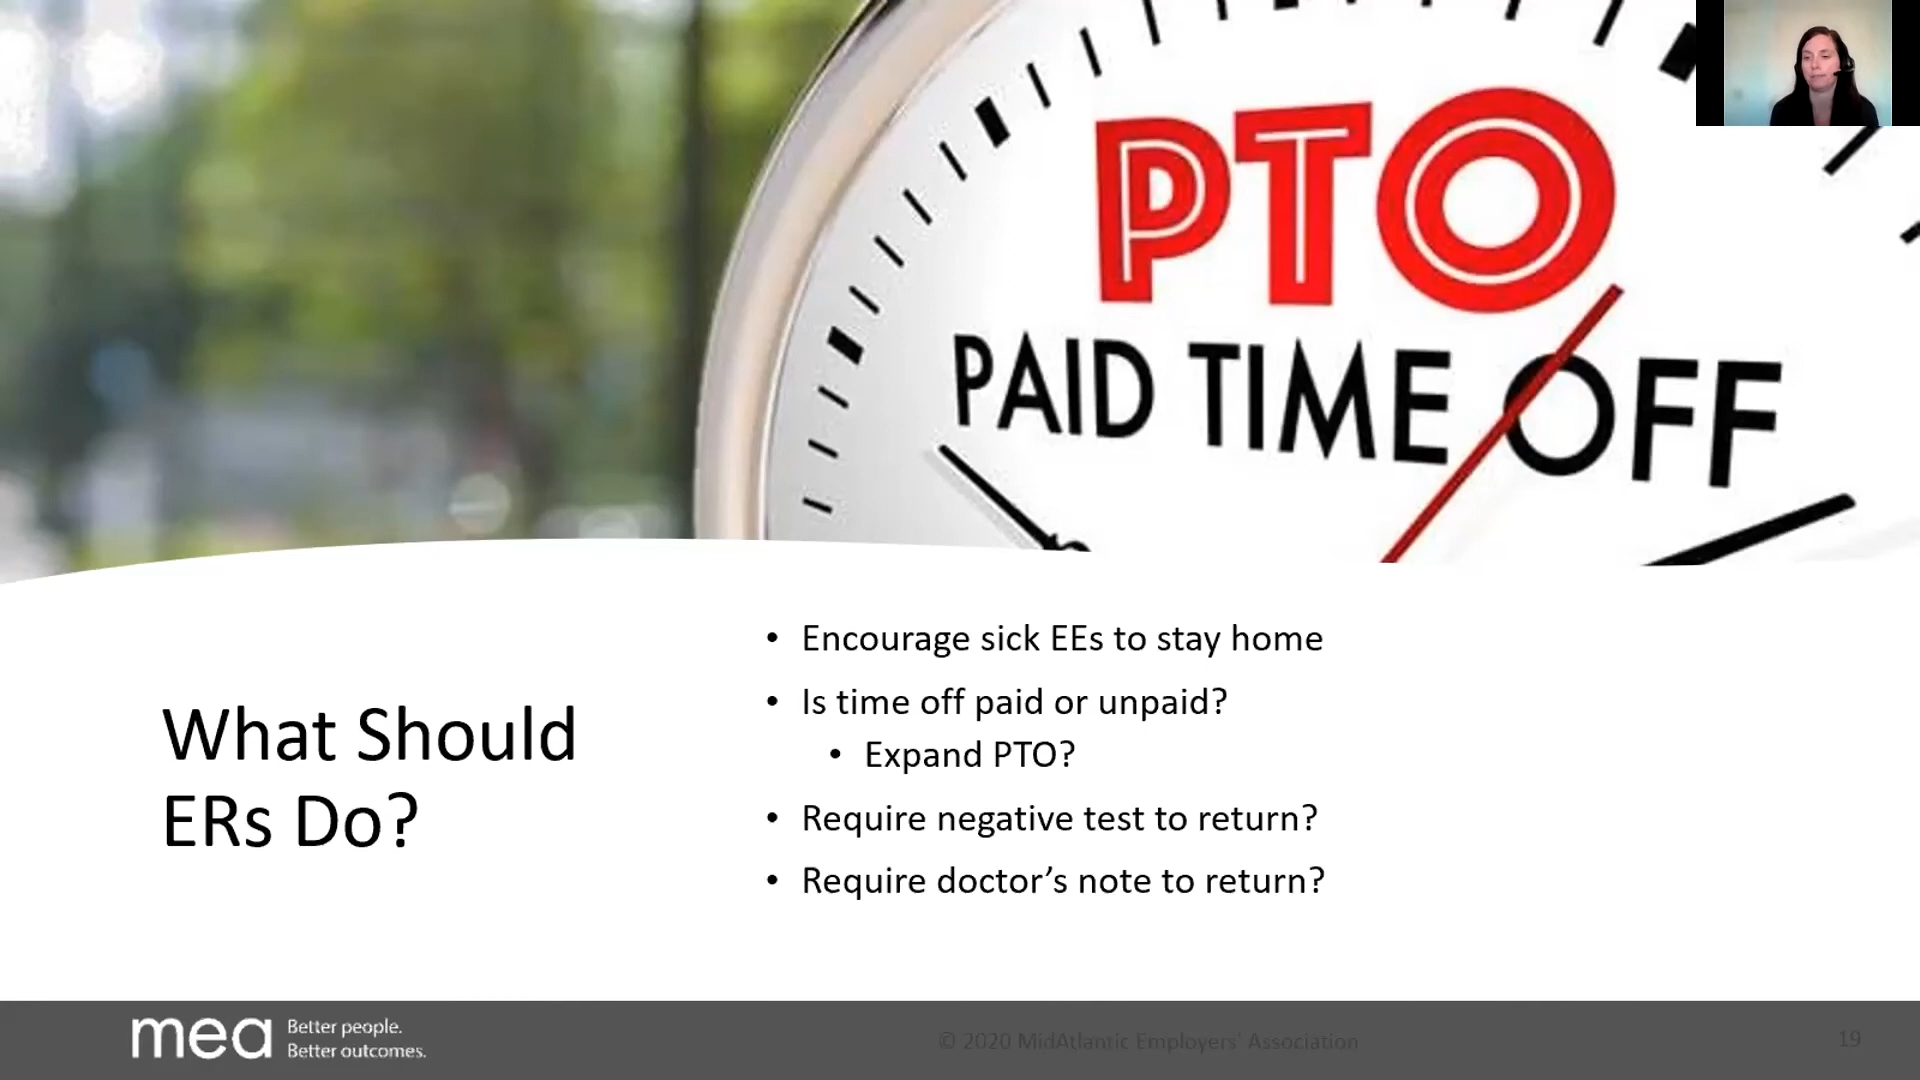 PTO
PAID TIME OFF
What Should
ERs Do?
• Encourage sick EEs to stay home
• Is time off paid or unpaid?
• Expand PTO?
• Require negative test to return?
• Require doctor’s note to return?
mea
Better people.
Better outcomes.
© 2020 MidAtlantic Employers' Association
19